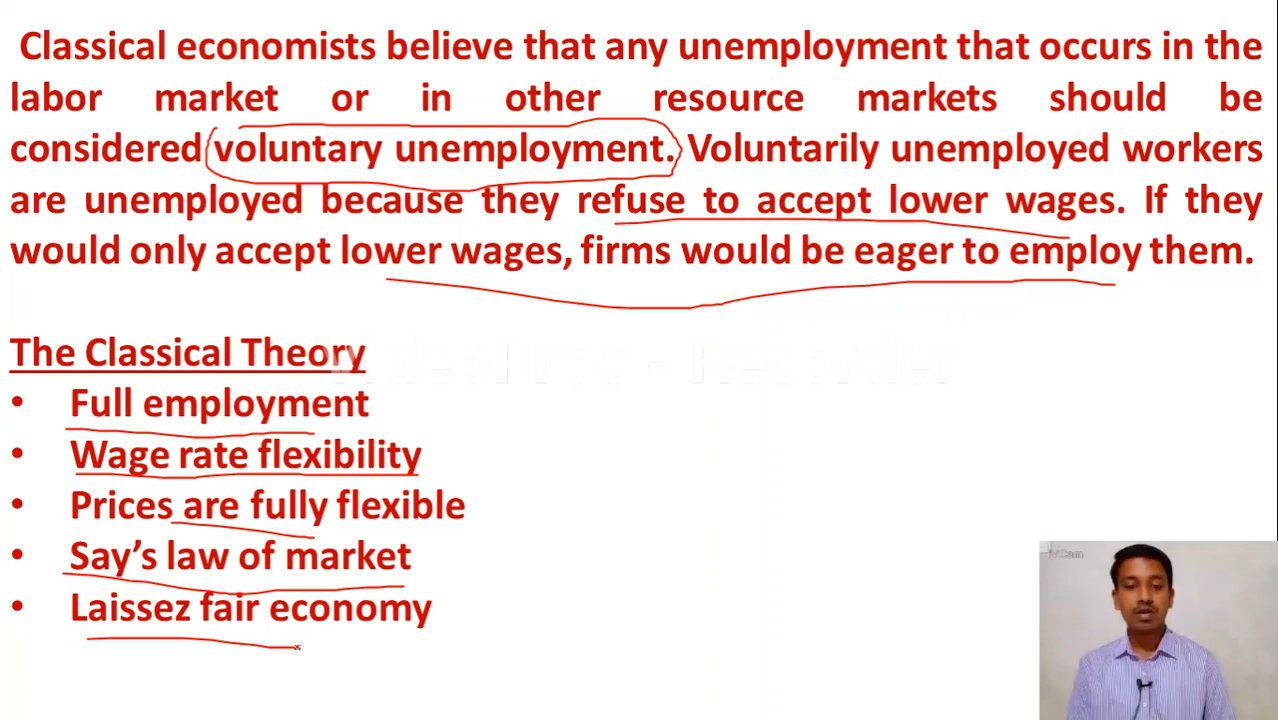 Classical economists believe that any unemployment that occurs in the
labor market or in other resource markets should be
considered voluntary unemployment. Voluntarily unemployed workers
are unemployed because they refuse to accept lower wages. If they
would only accept lower wages, firms would be eager to employ them.
The Classical Theory
• Full employment
• Wage rate flexibility
• Prices are fully flexible
• Say’s law of market
• Laissez fair economy
VideoProc - Recorder